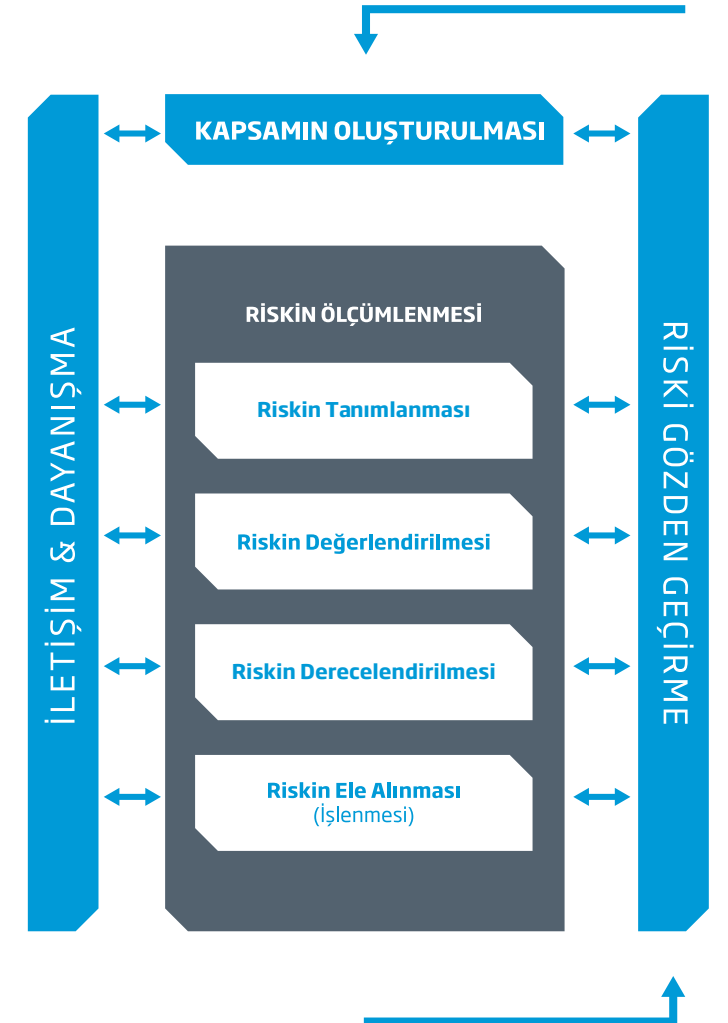 KAPSAMIN OLUŞTURULMASI
İLETİŞİM & DAYANIŞMA
RİSKİN ÖLÇÜMLENMESİ
Riskin Tanımlanması
Riskin Değerlendirilmesi
Riskin Derecelendirilmesi
Riskin Ele Alınması
(İşlenmesi)
RİSKİ GÖZDEN GEÇİRME